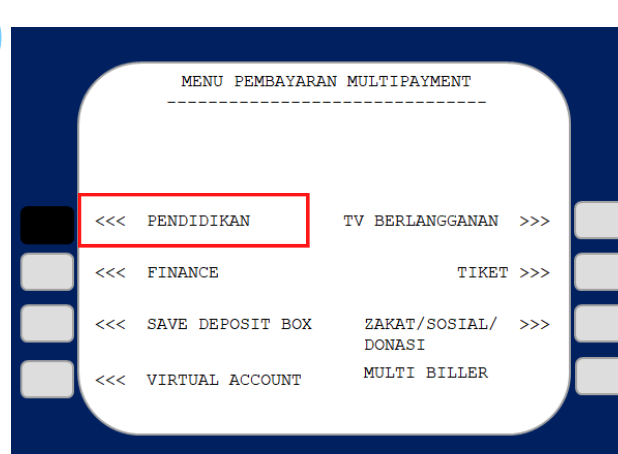 MENU PEMBAYARAN MULTIPAYMENT
-------------------------------
<<< PENDIDIKAN TV BERLANGGANAN >>>
<<< FINANCE TIKET >>>
<<< SAVE DEPOSIT BOX ZAKAT/SOSIAL/ >>>
DONASI
<<< VIRTUAL ACCOUNT MULTI BILLER